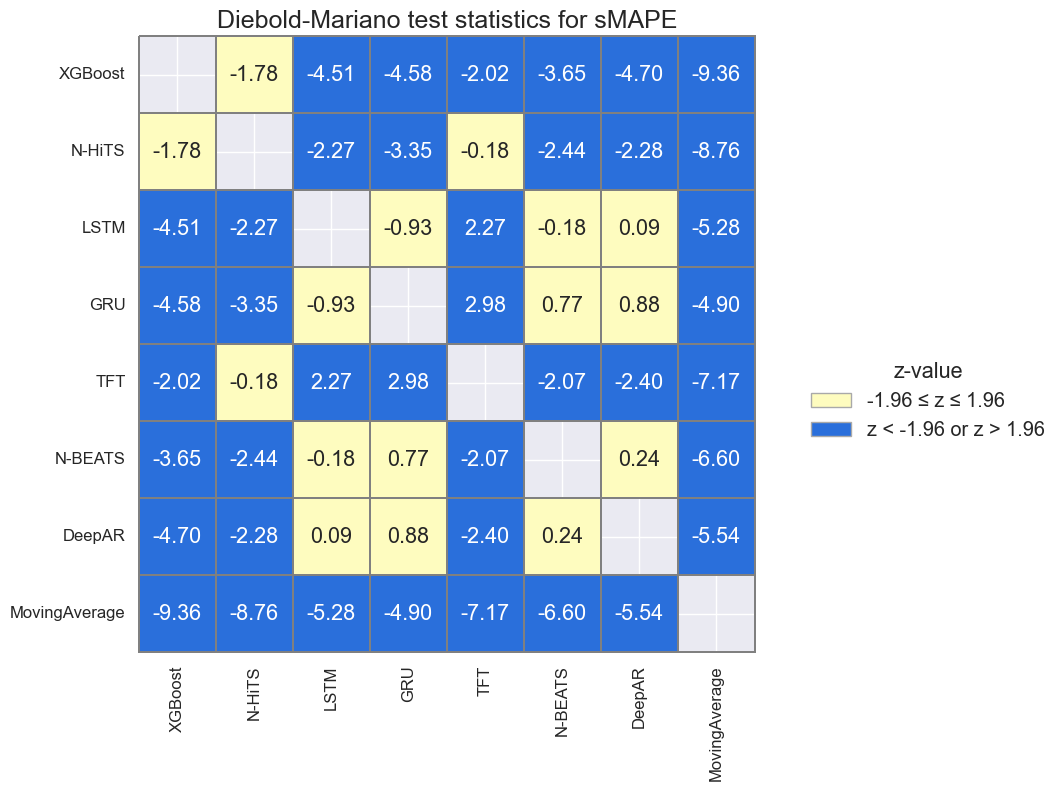 Diebold-Mariano test statistics for sMAPE
XGBoost -1.78 -4.51 -4.58 -2.02 -3.65 -4.70 -9.36
N-HiTS -1.78 -2.27 -3.35 -0.18 -2.44 -2.28 -8.76
LSTM -4.51 -2.27 -0.93 2.27 -0.18 0.09 -5.28
GRU -4.58 -3.35 -0.93 2.98 0.77 0.88 -4.90
TFT -2.02 -0.18 2.27 2.98 -2.07 -2.40 -7.17
N-BEATS -3.65 -2.44 -0.18 0.77 -2.07 0.24 -6.60
DeepAR -4.70 -2.28 0.09 0.88 -2.40 0.24 -5.54
MovingAverage -9.36 -8.76 -5.28 -4.90 -7.17 -6.60 -5.54
XGBoost
N-HiTS
LSTM
GRU
TFT
N-BEATS
DeepAR
MovingAverage
z-value
-1.96 ≤ z ≤ 1.96
z < -1.96 or z > 1.96